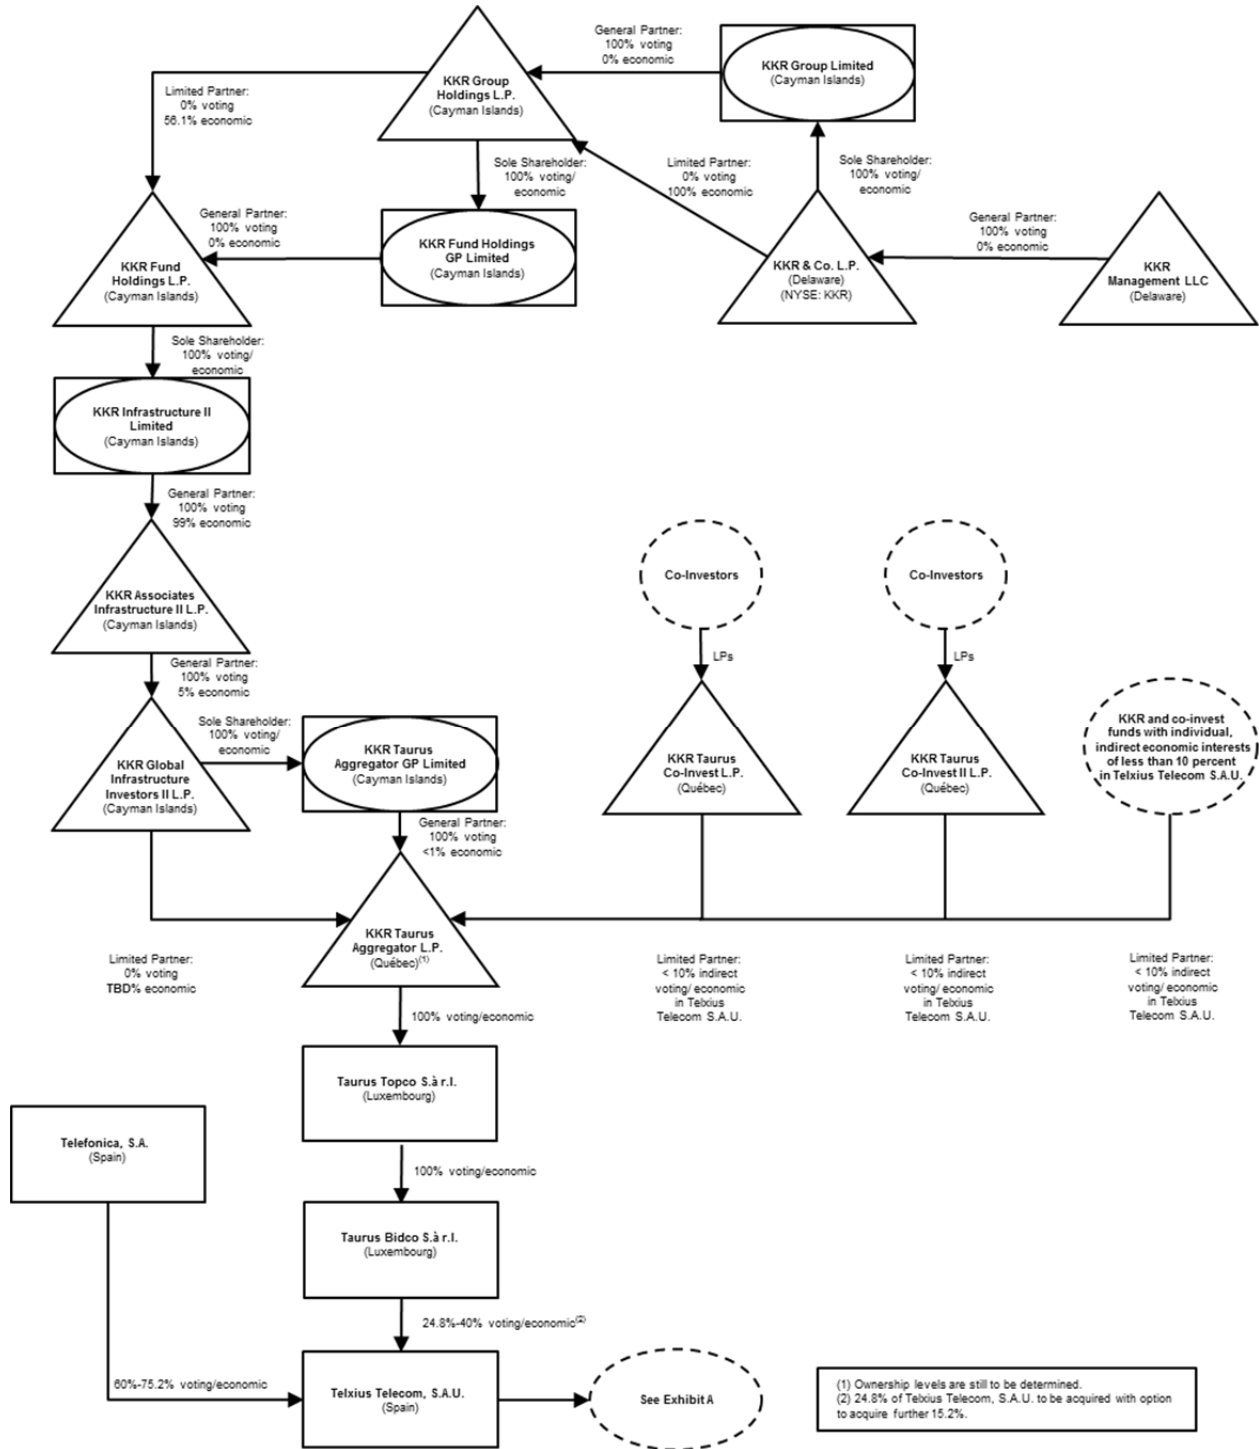 General Partner:
100% voting
0% economic
KKR Group Limited
(Cayman Islands)
KKR Group
Holdings L.P.
(Cayman Islands)
Limited Partner:
0% voting
56.1% economic
Sole Shareholder:
100% voting/
economic
Limited Partner:
0% voting
100% economic
Sole Shareholder:
100% voting/
economic
General Partner:
100% voting
0% economic
KKR Fund Holdings
GP Limited
(Cayman Islands)
General Partner:
100% voting
0% economic
KKR Fund
Holdings L.P.
(Cayman Islands)
KKR & Co. L.P.
(Delaware)
(NYSE: KKR)
KKR
Management LLC
(Delaware)
Sole Shareholder:
100% voting/
economic
KKR Infrastructure II
Limited
(Cayman Islands)
General Partner:
100% voting
99% economic
KKR Associates
Infrastructure II L.P.
(Cayman Islands)
Co-Investors
Co-Investors
LPs
LPs
General Partner:
100% voting
5% economic
Sole Shareholder:
100% voting/
economic
KKR Global
Infrastructure
Investors II L.P.
(Cayman Islands)
KKR Taurus
Aggregator GP Limited
(Cayman Islands)
KKR Taurus
Co-Invest L.P.
(Québec)
KKR Taurus
Co-Invest II L.P.
(Québec)
KKR and co-invest
funds with individual,
indirect economic interests
of less than 10 percent
in Telxius Telecom S.A.U.
General Partner:
100% voting
<1% economic
KKR Taurus
Aggregator L.P.
(Québec)(1)
Limited Partner:
0% voting
TBD% economic
Limited Partner:
< 10% indirect
voting/ economic
in Telxius
Telecom S.A.U.
Limited Partner:
< 10% indirect
voting/ economic
in Telxius
Telecom S.A.U.
Limited Partner:
< 10% indirect
voting/ economic
in Telxius
Telecom S.A.U.
100% voting/economic
Taurus Topco S.à r.l.
(Luxembourg)
Telefonica, S.A.
(Spain)
100% voting/economic
Taurus Bidco S.à r.l.
(Luxembourg)
24.8%-40% voting/economic(2)
60%-75.2% voting/economic
Telxius Telecom, S.A.U.
(Spain)
See Exhibit A
(1) Ownership levels are still to be determined.
(2) 24.8% of Telxius Telecom, S.A.U. to be acquired with option
to acquire further 15.2%.